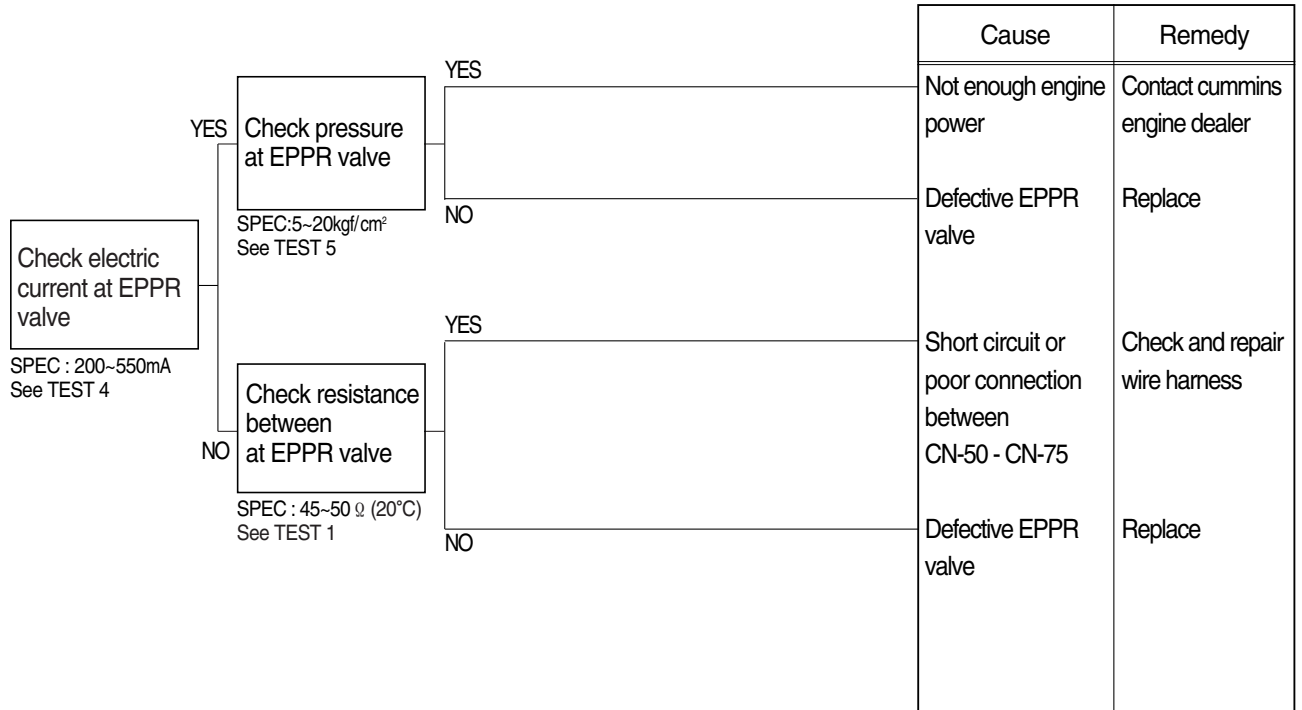 Cause
Remedy
YES
Not enough engine
power
Contact cummins
engine dealer
YES
Check pressure
at EPPR valve
SPEC:5~20kgf/cm²
See TEST 5
NO
Defective EPPR
valve
Replace
Check electric
current at EPPR
valve
SPEC : 200~550mA
See TEST 4
YES
Short circuit or
poor connection
between
CN-50 - CN-75
Check and repair
wire harness
NO
Check resistance
between
at EPPR valve
SPEC : 45~50 Ω (20°C)
See TEST 1
NO
Defective EPPR
valve
Replace